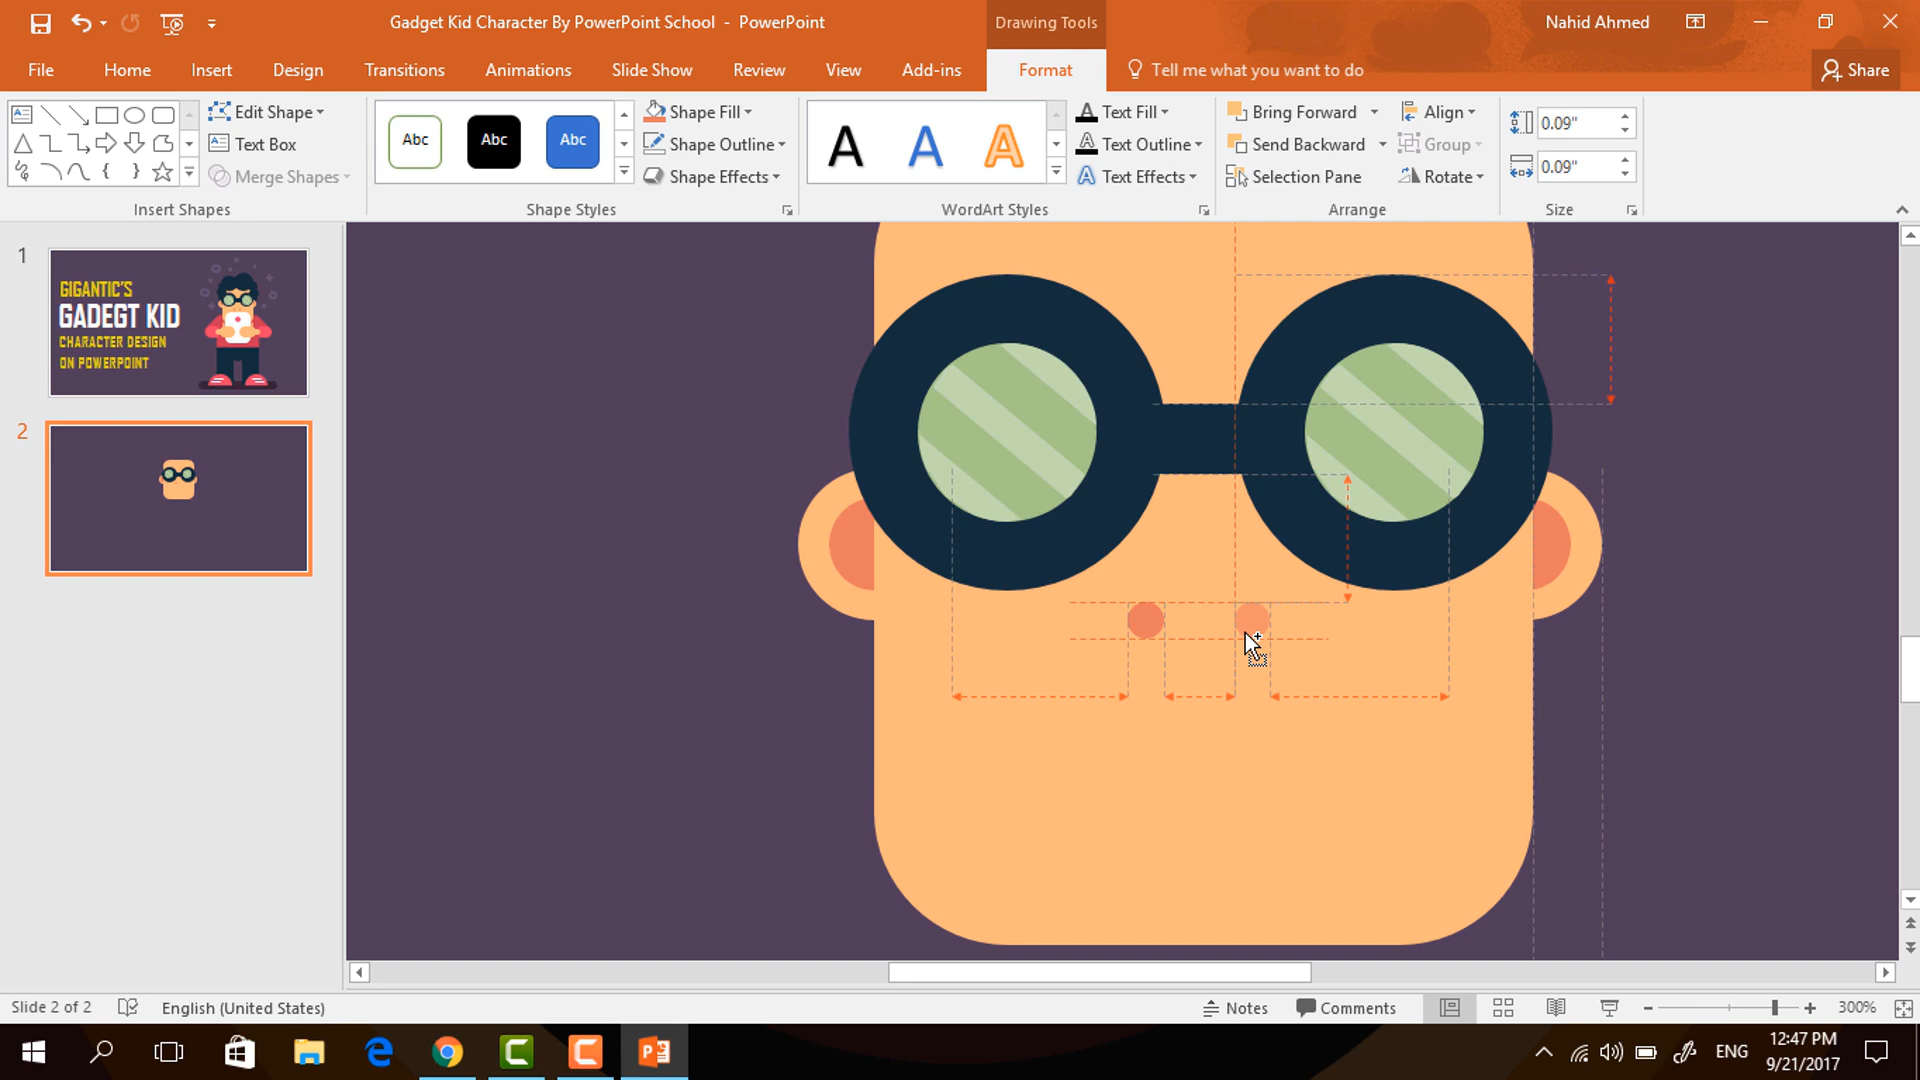 Gadget Kid Character By PowerPoint School - PowerPoint
Drawing Tools
Nahid Ahmed
File Home Insert Design Transitions Animations Slide Show Review View Add-ins Format Tell me what you want to do Share
Edit Shape
Text Box
Merge Shapes
Insert Shapes
Abc Abc Abc
Shape Fill
Shape Outline
Shape Effects
Shape Styles
A A A
Text Fill
Text Outline
Text Effects
WordArt Styles
Bring Forward
Send Backward
Selection Pane
Align
Group
Rotate
Arrange
0.09"
0.09"
Size
1
GIGANTIC'S
GADEGT KID
CHARACTER DESIGN
ON POWERPOINT
2
Slide 2 of 2 English (United States) Notes Comments 300%
ENG
12:47 PM
9/21/2017